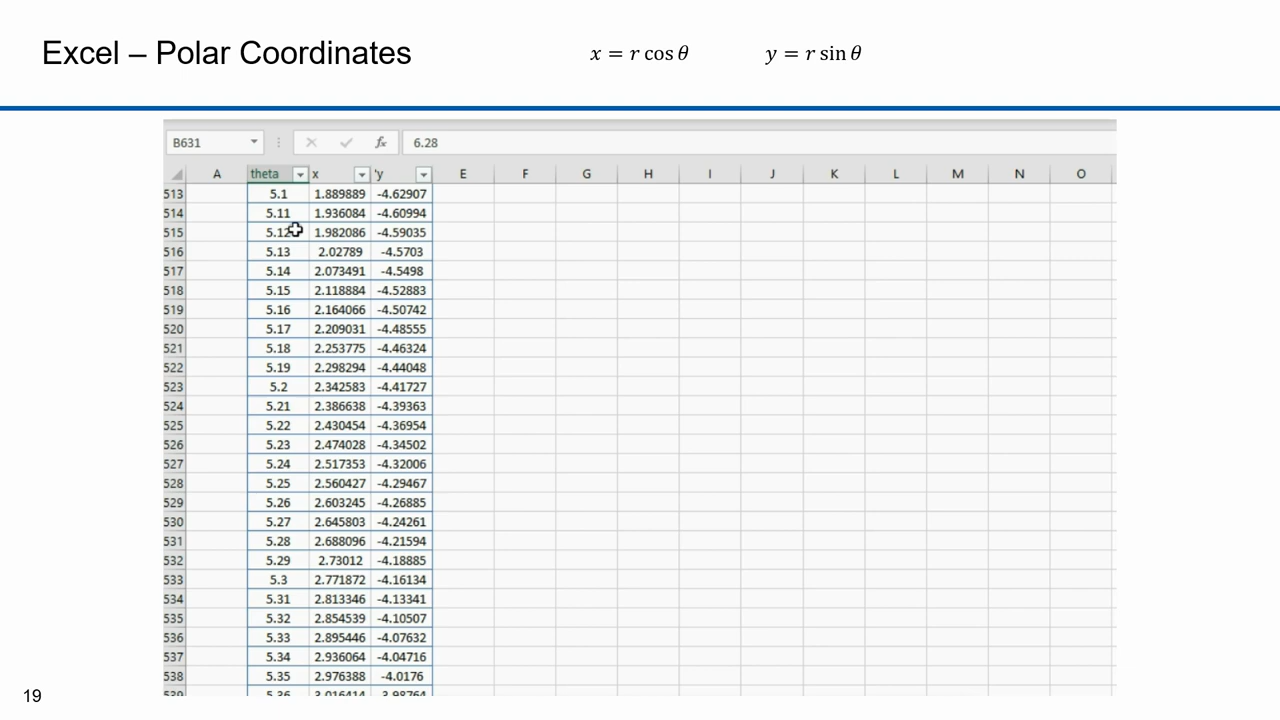 Excel – Polar Coordinates
x = r cos θ y = r sin θ
B631 fx 6.28
A theta x 'y E F G H I J K L M N O
513 5.1 1.889889 -4.62907
514 5.11 1.936084 -4.60994
515 5.12 1.982086 -4.59035
516 5.13 2.02789 -4.5703
517 5.14 2.073491 -4.5498
518 5.15 2.118884 -4.52883
519 5.16 2.164066 -4.50742
520 5.17 2.209031 -4.48555
521 5.18 2.253775 -4.46324
522 5.19 2.298294 -4.44048
523 5.2 2.342583 -4.41727
524 5.21 2.386638 -4.39363
525 5.22 2.430454 -4.36954
526 5.23 2.474028 -4.34502
527 5.24 2.517353 -4.32006
528 5.25 2.560427 -4.29467
529 5.26 2.603245 -4.26885
530 5.27 2.645803 -4.24261
531 5.28 2.688096 -4.21594
532 5.29 2.73012 -4.18885
533 5.3 2.771872 -4.16134
534 5.31 2.813346 -4.13341
535 5.32 2.854539 -4.10507
536 5.33 2.895446 -4.07632
537 5.34 2.936064 -4.04716
538 5.35 2.976388 -4.0176
539 5.36 3.016414 -3.98764
19